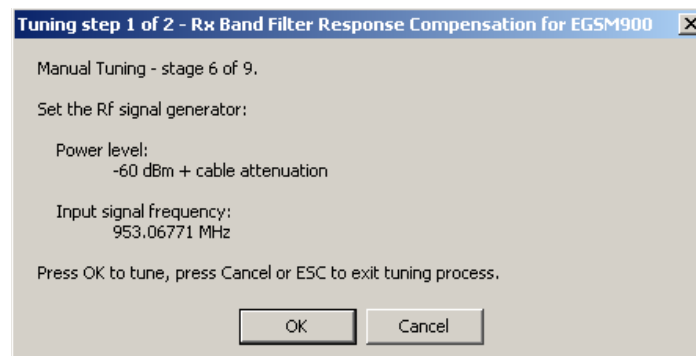 Tuning step 1 of 2 - Rx Band Filter Response Compensation for EGSM900
Manual Tuning - stage 6 of 9.
Set the Rf signal generator:
Power level:
-60 dBm + cable attenuation
Input signal frequency:
953.06771 MHz
Press OK to tune, press Cancel or ESC to exit tuning process.
OK
Cancel